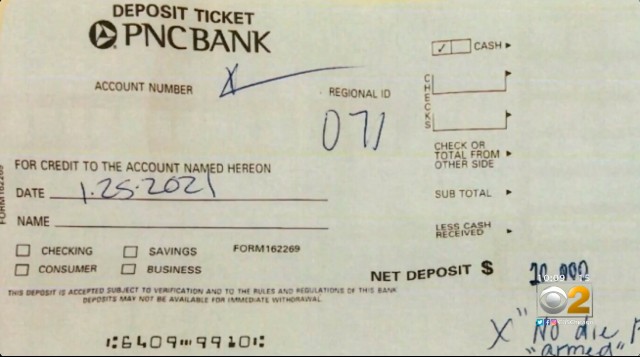 DEPOSIT TICKET
PNCBANK
✓ CASH
ACCOUNT NUMBER X
REGIONAL ID
071
CHECKS
CHECK OR
TOTAL FROM
OTHER SIDE
FOR CREDIT TO THE ACCOUNT NAMED HEREON
DATE 1.25.2021
SUB TOTAL
NAME
LESS CASH
RECEIVED
CHECKING SAVINGS FORM162269
CONSUMER BUSINESS
NET DEPOSIT $
THIS DEPOSIT IS ACCEPTED SUBJECT TO VERIFICATION AND TO THE RULES AND REGULATIONS OF THIS BANK
DEPOSITS MAY NOT BE AVAILABLE FOR IMMEDIATE WITHDRAWAL
FORM162269
2
X "No die
"armed"